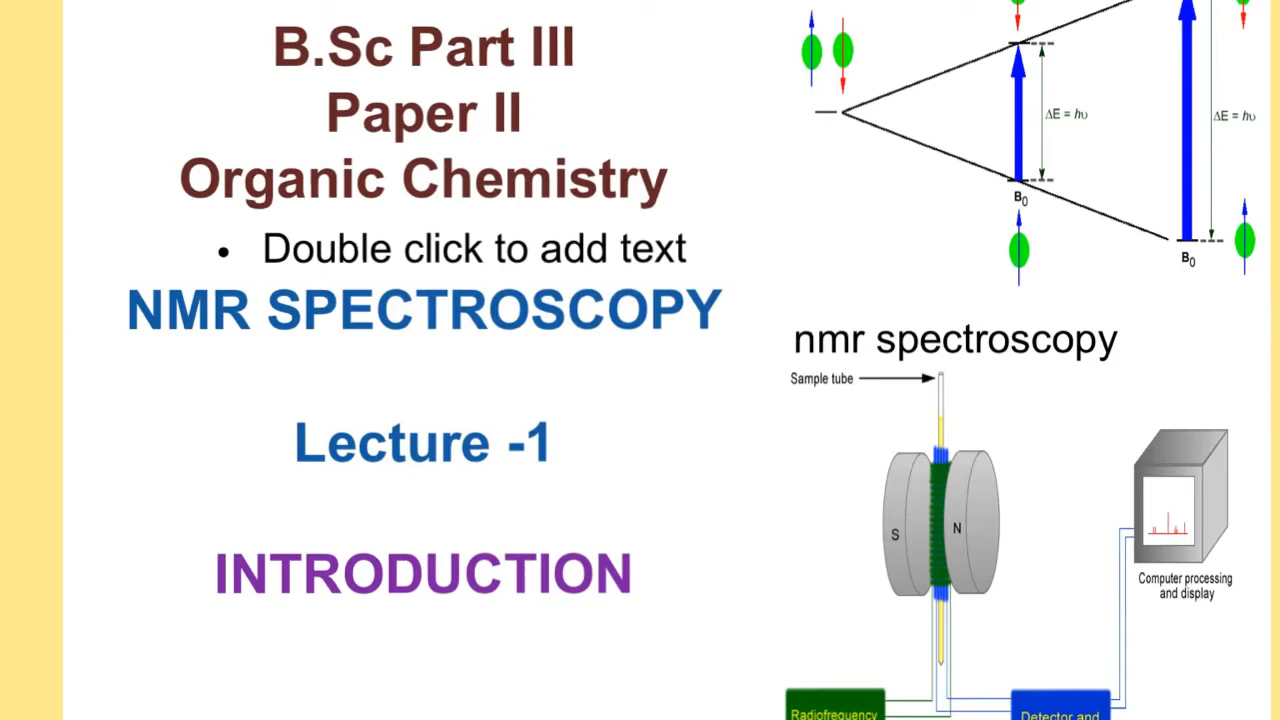 B.Sc Part III
Paper II
Organic Chemistry
• Double click to add text
NMR SPECTROSCOPY
Lecture -1
INTRODUCTION
ΔE = hυ
ΔE = hυ
B0
B0
nmr spectroscopy
Sample tube
S
N
Computer processing
and display
Radiofrequency
Detector and